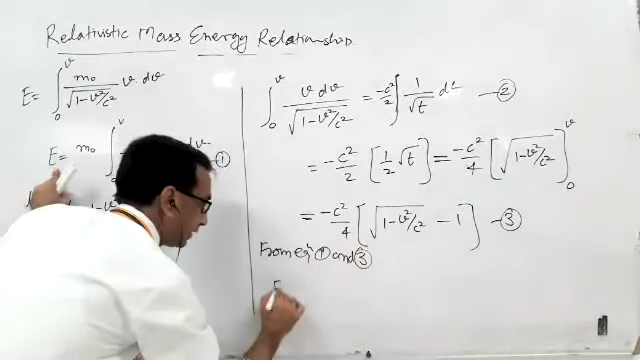 Relativistic Mass Energy Relationship
E = ∫₀^v m₀/√(1-v²/c²) v. dv
E = m₀ ∫^v dv ①
∫₀^v v dv/√(1-v²/c²) = -c²/2 ∫ 1/√t dt —②
= -c²/2 [1/2 √t] = -c²/4 [√(1-v²/c²)]₀^v
= -c²/4 [√(1-v²/c²) - 1] —③
From eqⁿ ① and ③